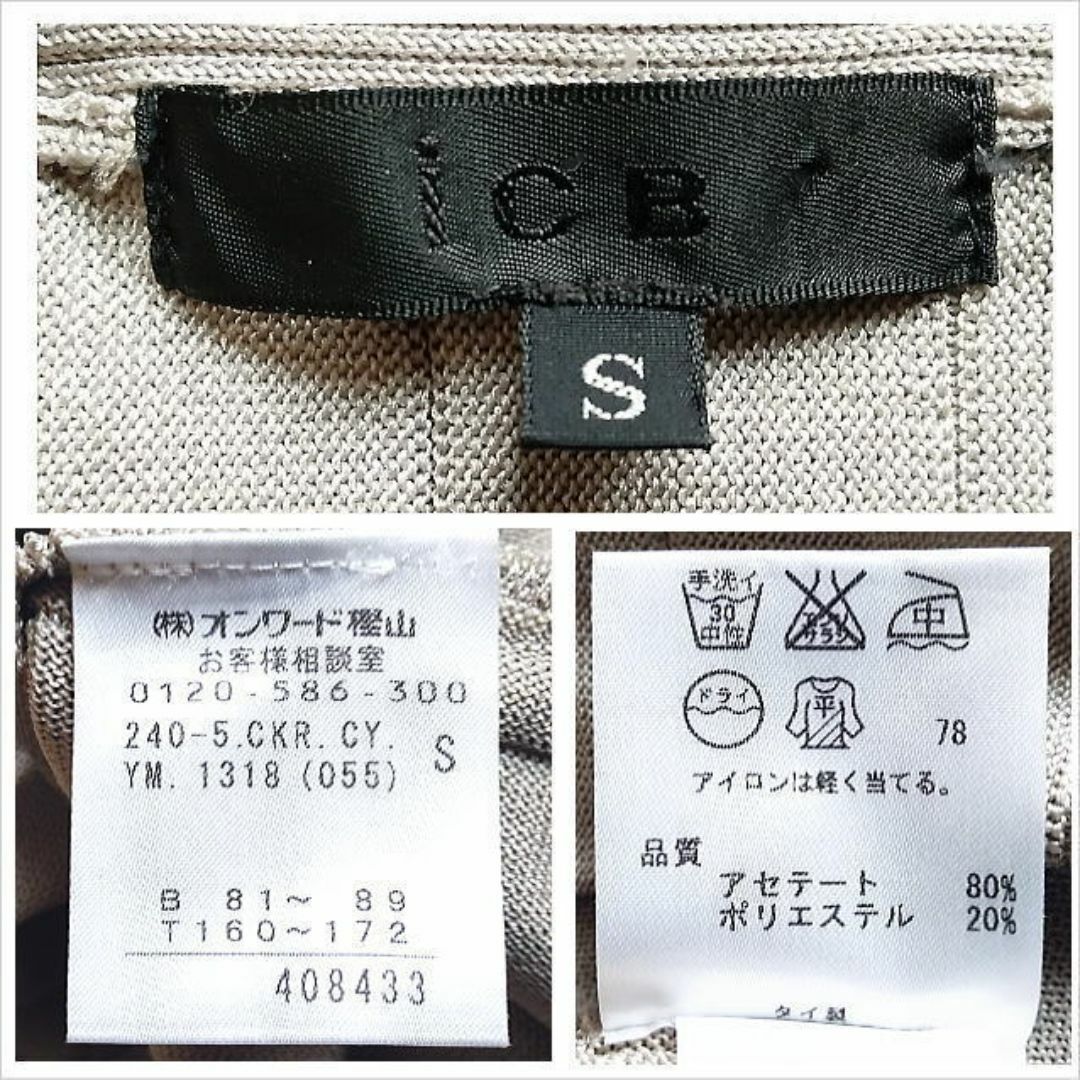 iCB
S
(株)オンワード樫山
お客様相談室
0120-586-300
240-5.CKR.CY.
YM.1318(055)
S
B 81～ 89
T160～172
408433
手洗イ
30
中性
エンソ
サラシ
中
ドライ
平
78
アイロンは軽く当てる。
品質
アセテート 80%
ポリエステル 20%
タイ製